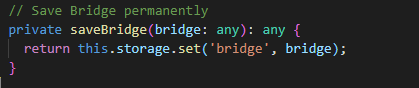 // Save Bridge permanently
private saveBridge(bridge: any): any {
  return this.storage.set('bridge', bridge);
}